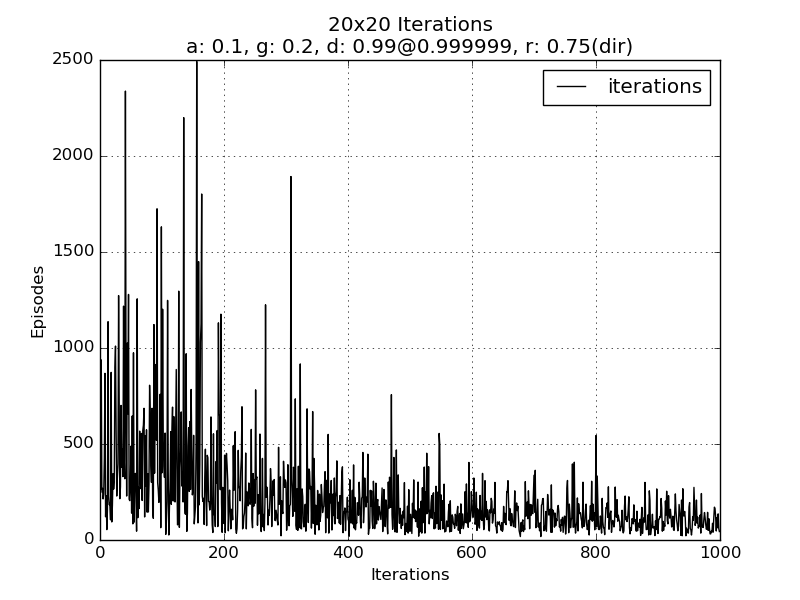 20x20 Iterations
a: 0.1, g: 0.2, d: 0.99@0.999999, r: 0.75(dir)
iterations
2500
2000
1500
1000
500
0
Episodes
0 200 400 600 800 1000
Iterations